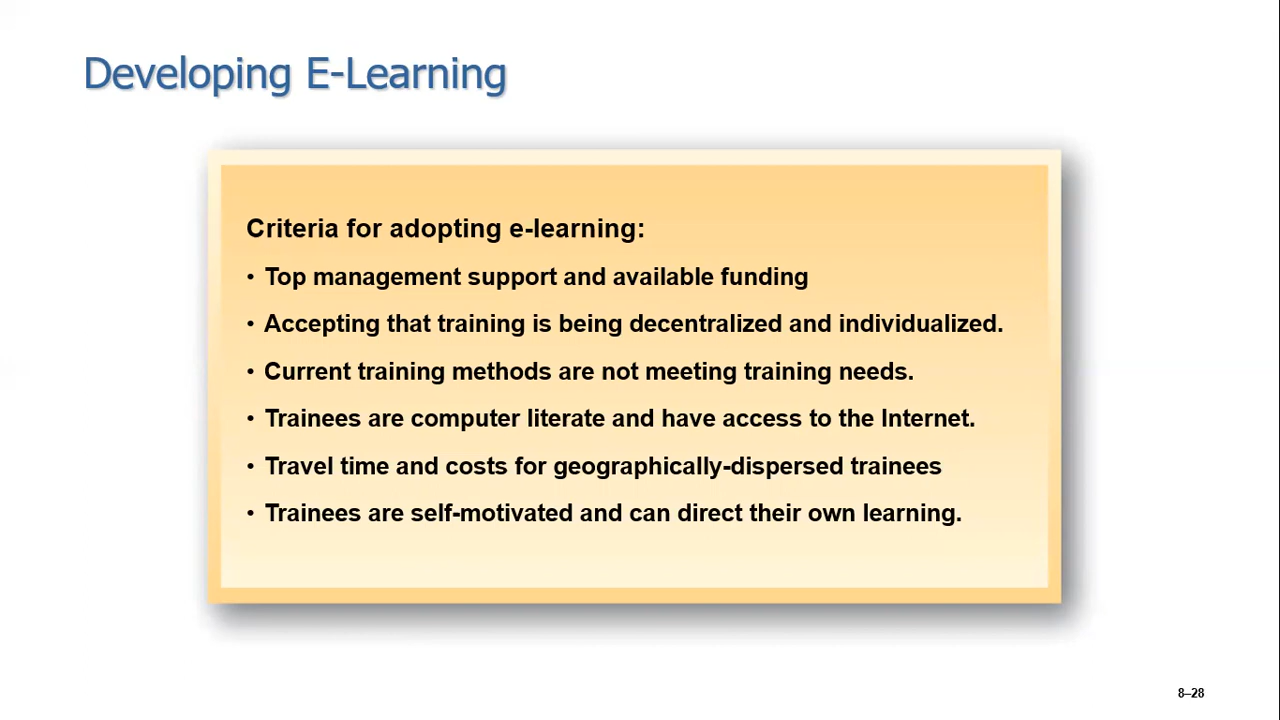 Developing E-Learning
Criteria for adopting e-learning:
• Top management support and available funding
• Accepting that training is being decentralized and individualized.
• Current training methods are not meeting training needs.
• Trainees are computer literate and have access to the Internet.
• Travel time and costs for geographically-dispersed trainees
• Trainees are self-motivated and can direct their own learning.
8–28